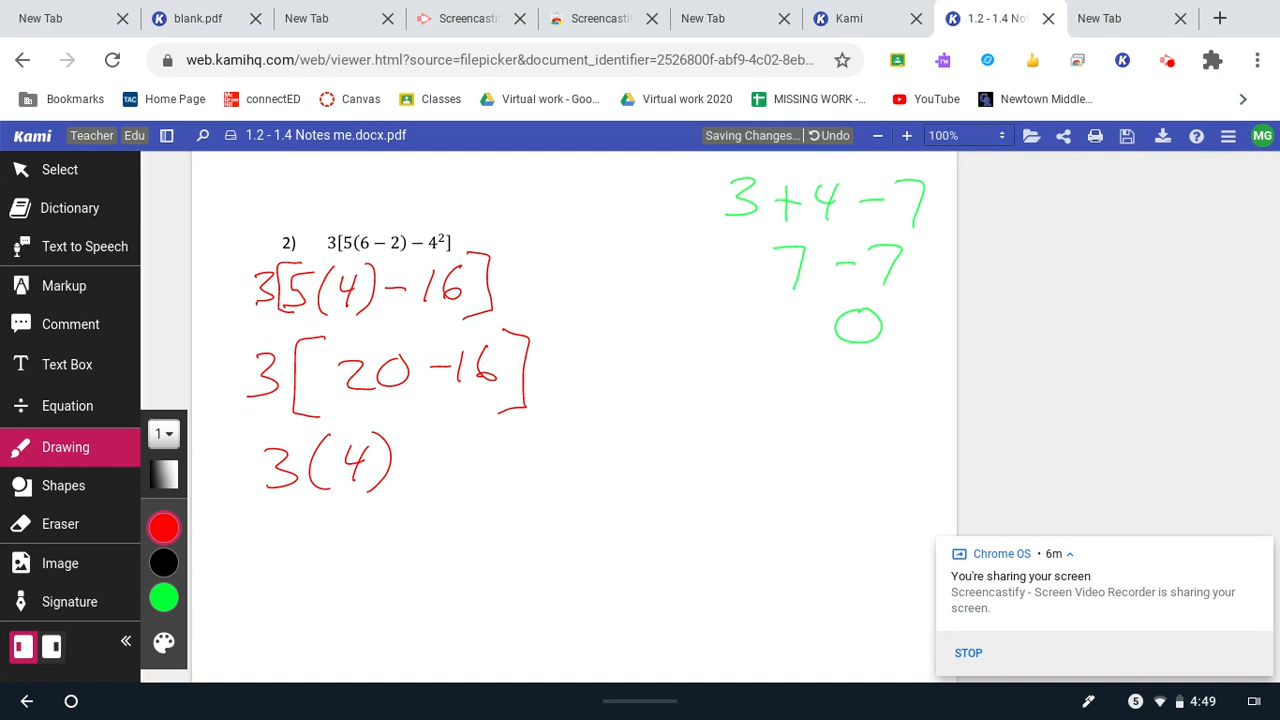 New Tab
blank.pdf
New Tab
Screencasti
Screencasti
New Tab
Kami
1.2 - 1.4 No
New Tab
web.kamihq.com/web/viewer.html?source=filepicker&document_identifier=2526800f-abf9-4c02-8eb...
Bookmarks
Home Page
connectED
Canvas
Classes
Virtual work - Goo...
Virtual work 2020
MISSING WORK -...
YouTube
Newtown Middle...
Kami
Teacher
Edu
1.2 - 1.4 Notes me.docx.pdf
Saving Changes... | Undo
100%
MG
Select
Dictionary
Text to Speech
Markup
Comment
Text Box
Equation
Drawing
Shapes
Eraser
Image
Signature
1
2) 3[5(6 − 2) − 4²]
3[5(4) - 16]
3[ 20 - 16]
3(4)
3 + 4 - 7
7 - 7
0
Chrome OS • 6m
You're sharing your screen
Screencastify - Screen Video Recorder is sharing your
screen.
STOP
5
4:49